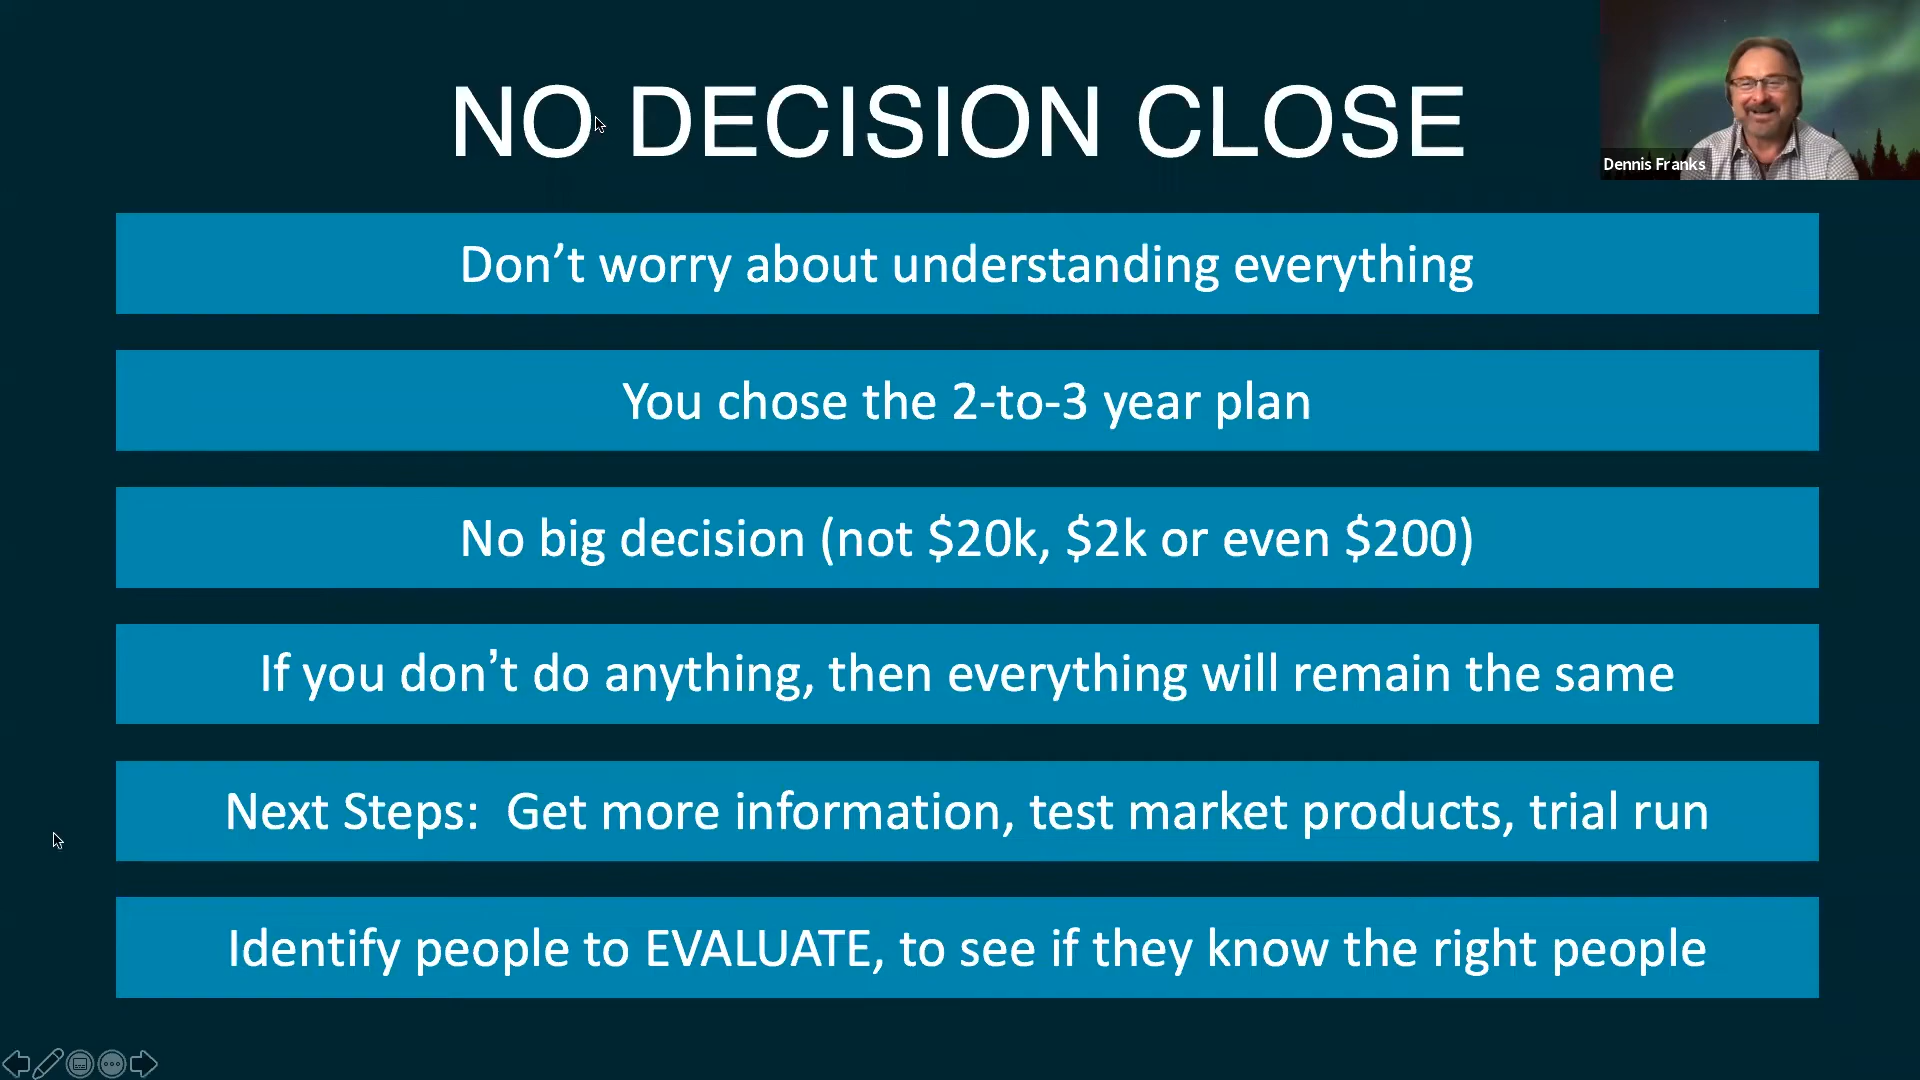 NO DECISION CLOSE
Dennis Franks
Don’t worry about understanding everything
You chose the 2-to-3 year plan
No big decision (not $20k, $2k or even $200)
If you don’t do anything, then everything will remain the same
Next Steps:  Get more information, test market products, trial run
Identify people to EVALUATE, to see if they know the right people